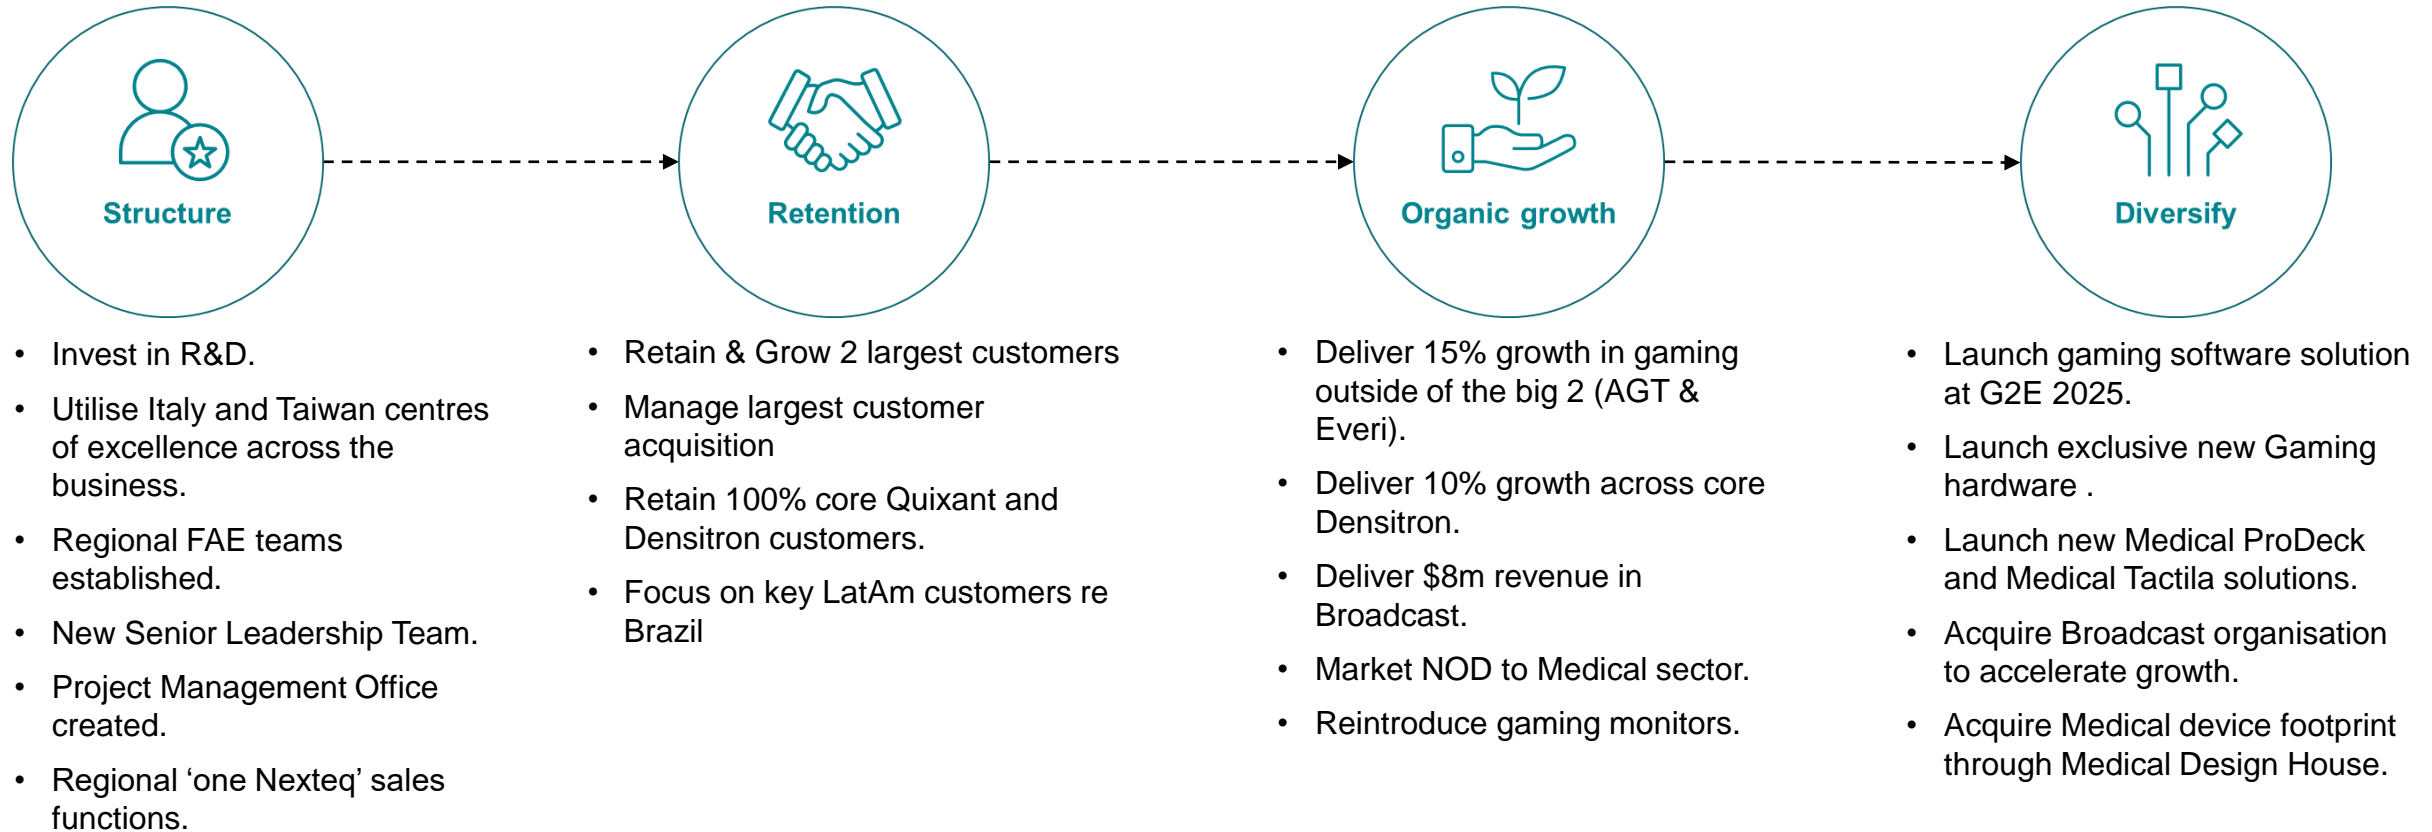 Structure
• Invest in R&D.
• Utilise Italy and Taiwan centres
of excellence across the
business.
• Regional FAE teams
established.
• New Senior Leadership Team.
• Project Management Office
created.
• Regional ‘one Nexteq’ sales
functions.
Retention
• Retain & Grow 2 largest customers
• Manage largest customer
acquisition
• Retain 100% core Quixant and
Densitron customers.
• Focus on key LatAm customers re
Brazil
Organic growth
• Deliver 15% growth in gaming
outside of the big 2 (AGT &
Everi).
• Deliver 10% growth across core
Densitron.
• Deliver $8m revenue in
Broadcast.
• Market NOD to Medical sector.
• Reintroduce gaming monitors.
Diversify
• Launch gaming software solution
at G2E 2025.
• Launch exclusive new Gaming
hardware .
• Launch new Medical ProDeck
and Medical Tactila solutions.
• Acquire Broadcast organisation
to accelerate growth.
• Acquire Medical device footprint
through Medical Design House.